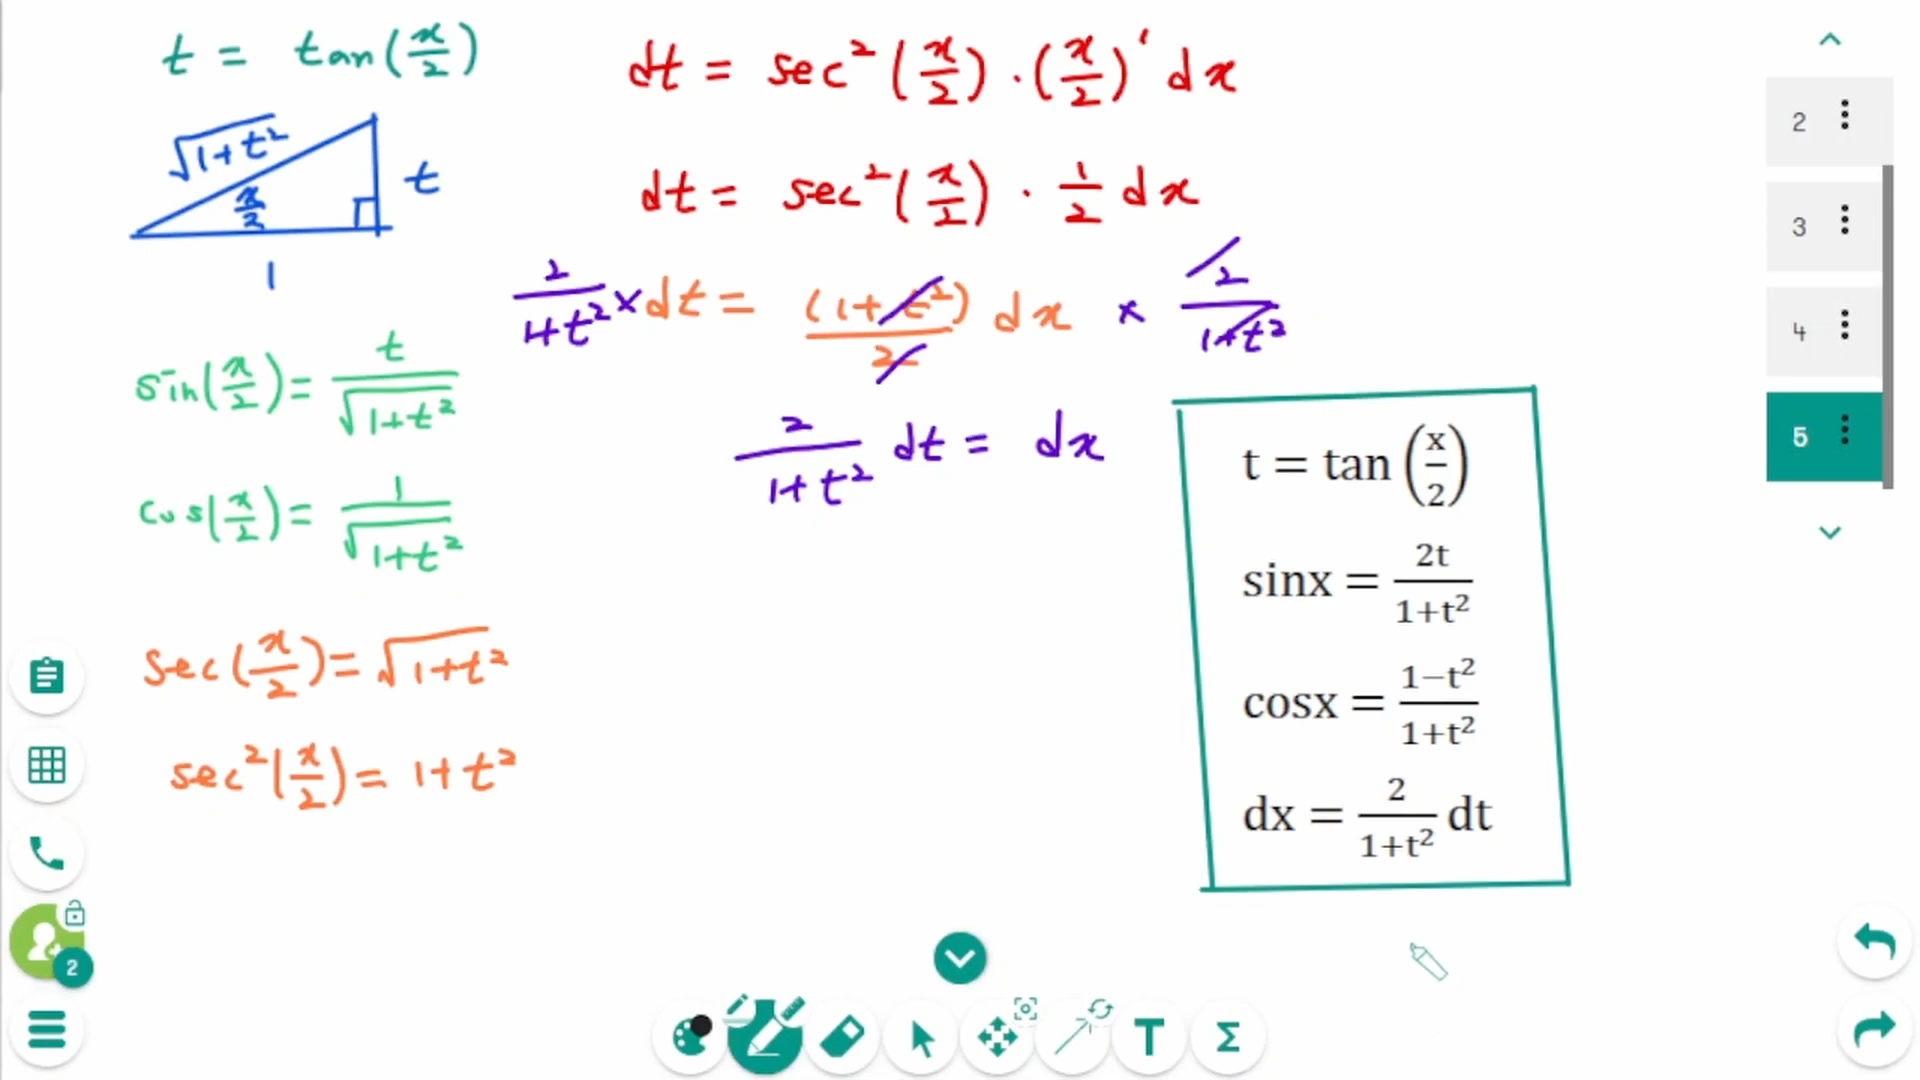 t = tan(x/2)
√(1+t²)
x/2
t
1
sin(x/2) = t/√(1+t²)
cos(x/2) = 1/√(1+t²)
sec(x/2) = √(1+t²)
sec²(x/2) = 1+t²
dt = sec²(x/2) · (x/2)' dx
dt = sec²(x/2) · 1/2 dx
2/(1+t²) × dt = (1+t²)/2 dx × 2/(1+t²)
2/(1+t²) dt = dx
t = tan(x/2)
sinx = 2t/(1+t²)
cosx = (1−t²)/(1+t²)
dx = 2/(1+t²) dt
2
3
4
5
2
T
Σ